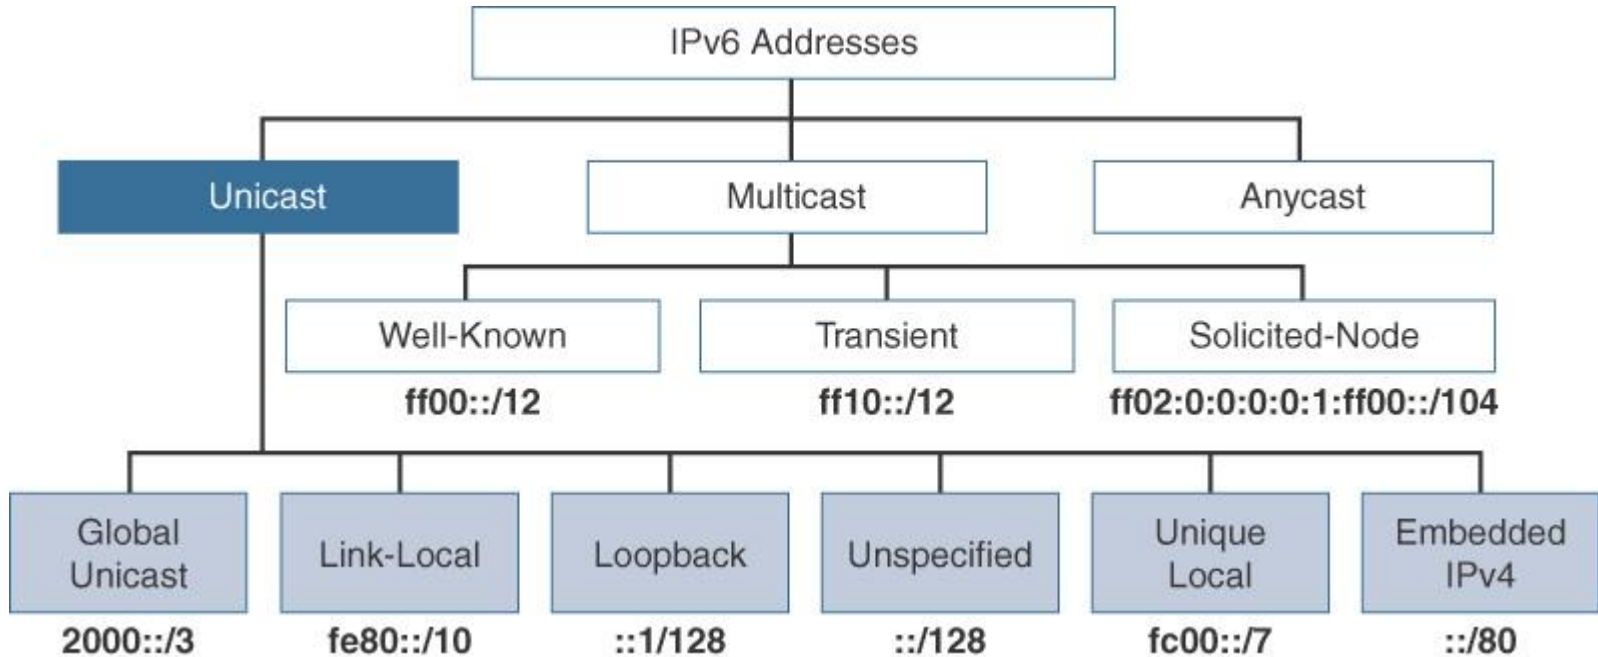 IPv6 Addresses
Unicast
Multicast
Anycast
Well-Known
Transient
Solicited-Node
ff00::/12
ff10::/12
ff02:0:0:0:0:1:ff00::/104
Global
Unicast
Link-Local
Loopback
Unspecified
Unique
Local
Embedded
IPv4
2000::/3
fe80::/10
::1/128
::/128
fc00::/7
::/80